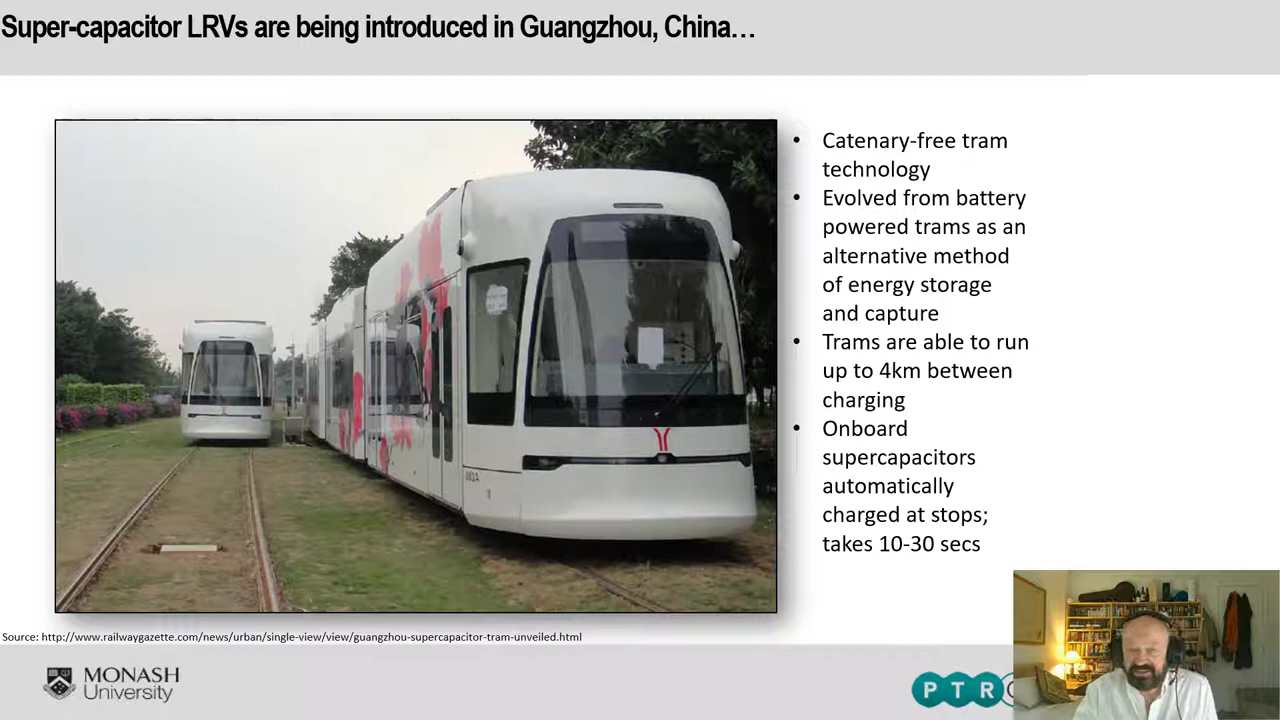 Super-capacitor LRVs are being introduced in Guangzhou, China…
• Catenary-free tram
technology
• Evolved from battery
powered trams as an
alternative method
of energy storage
and capture
• Trams are able to run
up to 4km between
charging
• Onboard
supercapacitors
automatically
charged at stops;
takes 10-30 secs
Source: http://www.railwaygazette.com/news/urban/single-view/view/guangzhou-supercapacitor-tram-unveiled.html
MONASH
University
PTR